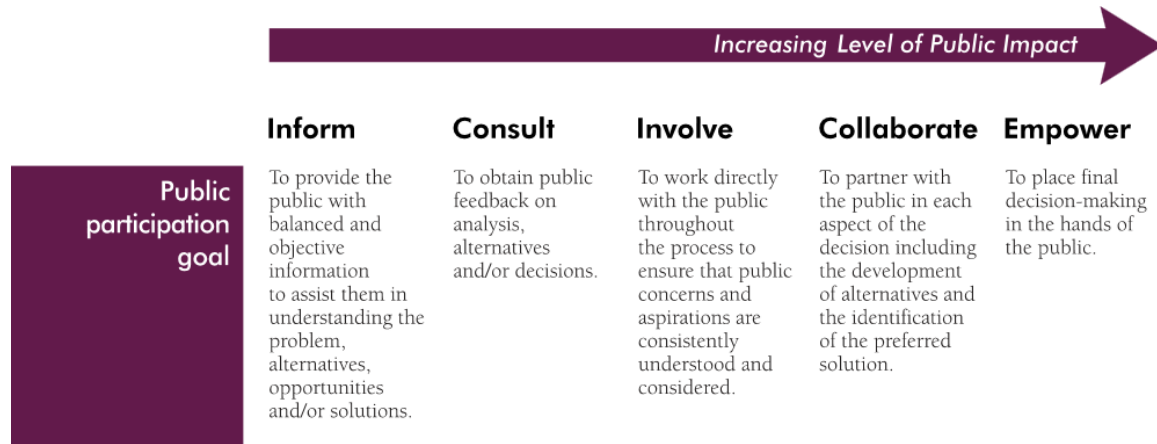 Increasing Level of Public Impact
Inform
Consult
Involve
Collaborate
Empower
Public
participation
goal
To provide the
public with
balanced and
objective
information
to assist them in
understanding the
problem,
alternatives,
opportunities
and/or solutions.
To obtain public
feedback on
analysis,
alternatives
and/or decisions.
To work directly
with the public
throughout
the process to
ensure that public
concerns and
aspirations are
consistently
understood and
considered.
To partner with
the public in each
aspect of the
decision including
the development
of alternatives and
the identification
of the preferred
solution.
To place final
decision-making
in the hands of
the public.